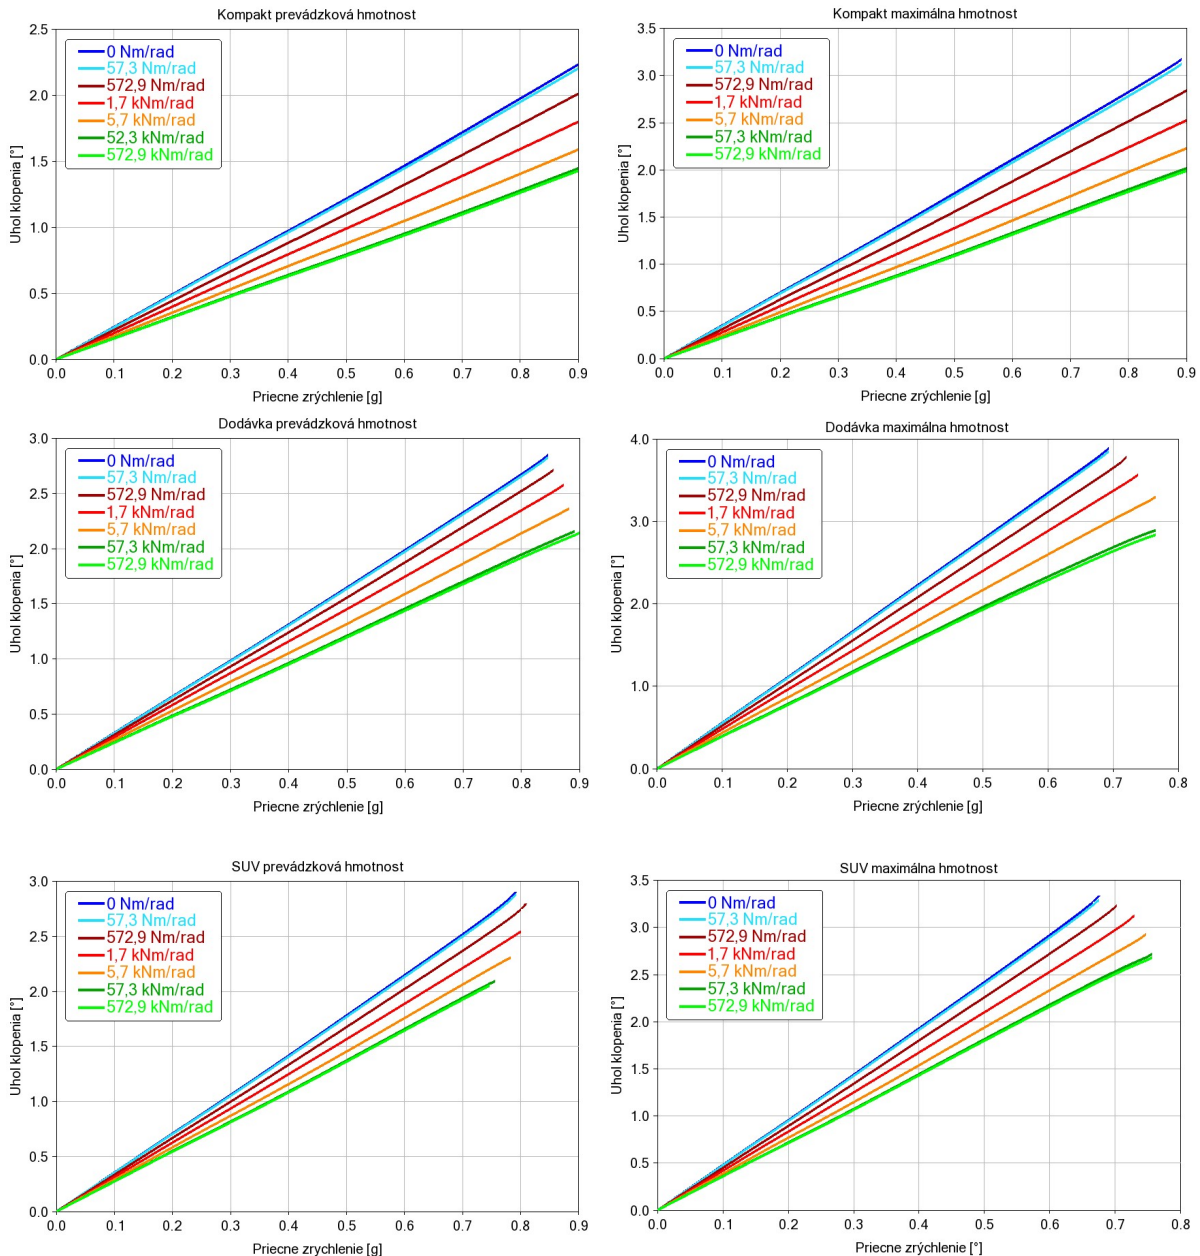 Kompakt prevádzková hmotnost
2.5
2.0
1.5
1.0
0.5
0.0
Uhol klopenia [°]
0 Nm/rad
57,3 Nm/rad
572,9 Nm/rad
1,7 kNm/rad
5,7 kNm/rad
52,3 kNm/rad
572,9 kNm/rad
0.0 0.1 0.2 0.3 0.4 0.5 0.6 0.7 0.8 0.9
Priecne zrýchlenie [g]
Kompakt maximálna hmotnost
3.5
3.0
2.5
2.0
1.5
1.0
0.5
0.0
Uhol klopenia [°]
0 Nm/rad
57,3 Nm/rad
572,9 Nm/rad
1,7 kNm/rad
5,7 kNm/rad
57,3 kNm/rad
572,9 kNm/rad
0.0 0.1 0.2 0.3 0.4 0.5 0.6 0.7 0.8 0.9
Priecne zrýchlenie [g]
Dodávka prevádzková hmotnost
3.0
2.5
2.0
1.5
1.0
0.5
0.0
Uhol klopenia [°]
0 Nm/rad
57,3 Nm/rad
572,9 Nm/rad
1,7 kNm/rad
5,7 kNm/rad
57,3 kNm/rad
572,9 kNm/rad
0.0 0.1 0.2 0.3 0.4 0.5 0.6 0.7 0.8 0.9
Priecne zrýchlenie [g]
Dodávka maximálna hmotnost
4.0
3.0
2.0
1.0
0.0
Uhol klopenia [°]
0 Nm/rad
57,3 Nm/rad
572,9 Nm/rad
1,7 kNm/rad
5,7 kNm/rad
57,3 kNm/rad
572,9 kNm/rad
0.0 0.1 0.2 0.3 0.4 0.5 0.6 0.7 0.8
Priecne zrýchlenie [g]
SUV prevádzková hmotnost
3.0
2.5
2.0
1.5
1.0
0.5
0.0
Uhol klopenia [°]
0 Nm/rad
57,3 Nm/rad
572,9 Nm/rad
1,7 kNm/rad
5,7 kNm/rad
57,3 kNm/rad
572,9 kNm/rad
0.0 0.1 0.2 0.3 0.4 0.5 0.6 0.7 0.8 0.9
Priecne zrýchlenie [g]
SUV maximálna hmotnost
3.5
3.0
2.5
2.0
1.5
1.0
0.5
0.0
Uhol klopenia [°]
0 Nm/rad
57,3 Nm/rad
572,9 Nm/rad
1,7 kNm/rad
5,7 kNm/rad
57,3 kNm/rad
572,9 kNm/rad
0.0 0.1 0.2 0.3 0.4 0.5 0.6 0.7 0.8
Priecne zrýchlenie [°]